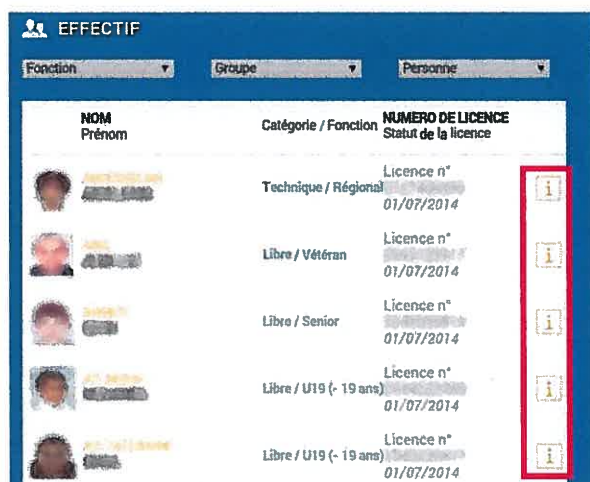 EFFECTIF
Fonction Groupe Personne
NOM
Prénom
Catégorie / Fonction
NUMERO DE LICENCE
Statut de la licence
Technique / Régional
Licence n°
01/07/2014
i
Libre / Vétéran
Licence n°
01/07/2014
i
Libre / Senior
Licence n°
01/07/2014
i
Libre / U19 (- 19 ans)
Licence n°
01/07/2014
i
Libre / U19 (- 19 ans)
Licence n°
01/07/2014
i